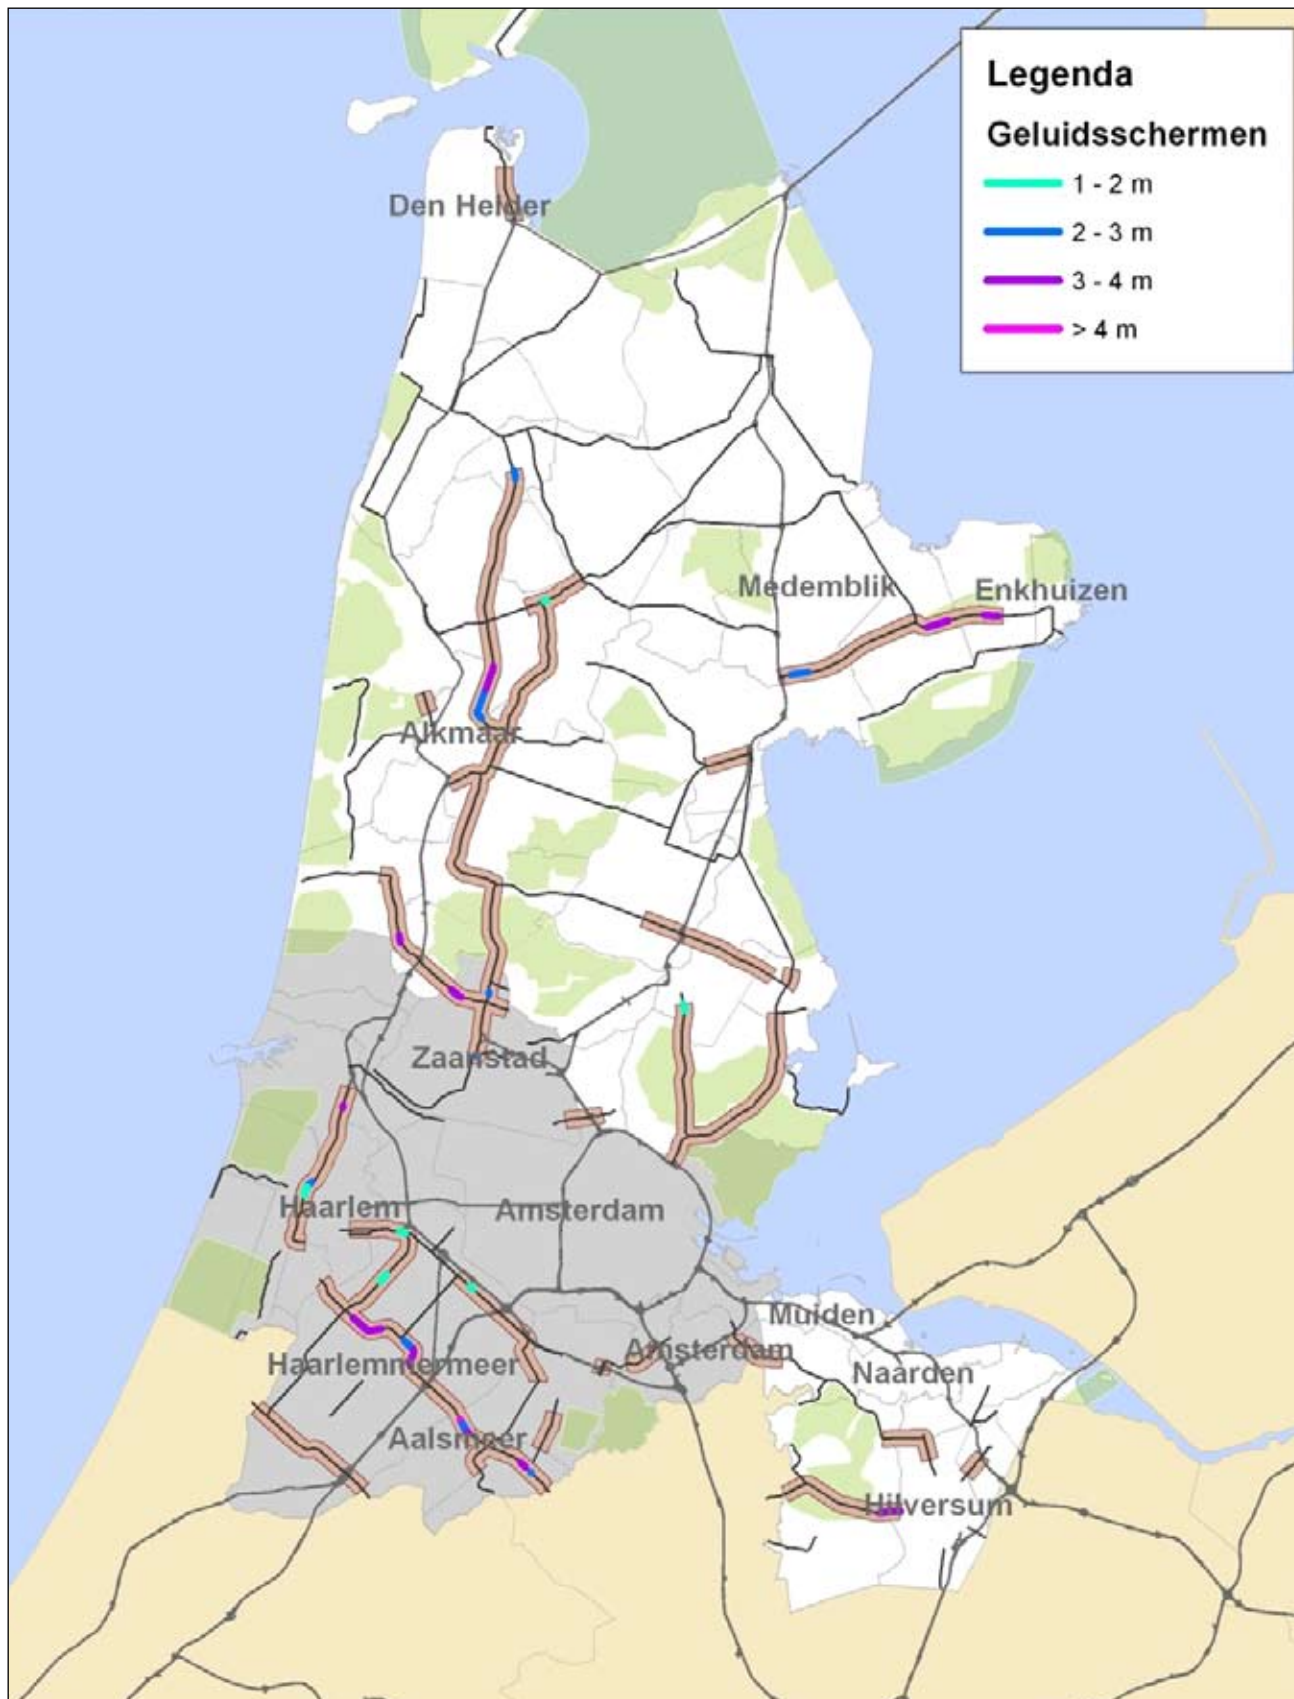 Legenda
Geluidsschermen
1 - 2 m
2 - 3 m
3 - 4 m
> 4 m
Den Helder
Medemblik
Enkhuizen
Alkmaar
Zaanstad
Haarlem
Amsterdam
Muiden
Amsterdam
Haarlemmermeer
Naarden
Aalsmeer
Hilversum